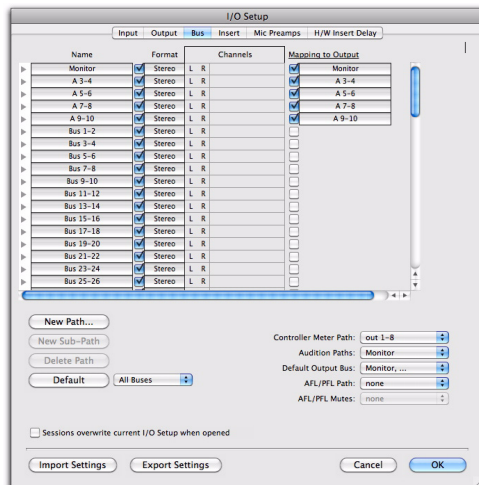 I/O Setup
Input Output Bus Insert Mic Preamps H/W Insert Delay
Name Format Channels Mapping to Output
Monitor Stereo L R Monitor
A 3-4 Stereo L R A 3-4
A 5-6 Stereo L R A 5-6
A 7-8 Stereo L R A 7-8
A 9-10 Stereo L R A 9-10
Bus 1-2 Stereo L R
Bus 3-4 Stereo L R
Bus 5-6 Stereo L R
Bus 7-8 Stereo L R
Bus 9-10 Stereo L R
Bus 11-12 Stereo L R
Bus 13-14 Stereo L R
Bus 15-16 Stereo L R
Bus 17-18 Stereo L R
Bus 19-20 Stereo L R
Bus 21-22 Stereo L R
Bus 23-24 Stereo L R
Bus 25-26 Stereo L R
New Path...
New Sub-Path
Delete Path
Default All Buses
Controller Meter Path: out 1-8
Audition Paths: Monitor
Default Output Bus: Monitor, ...
AFL/PFL Path: none
AFL/PFL Mutes: none
Sessions overwrite current I/O Setup when opened
Import Settings Export Settings Cancel OK